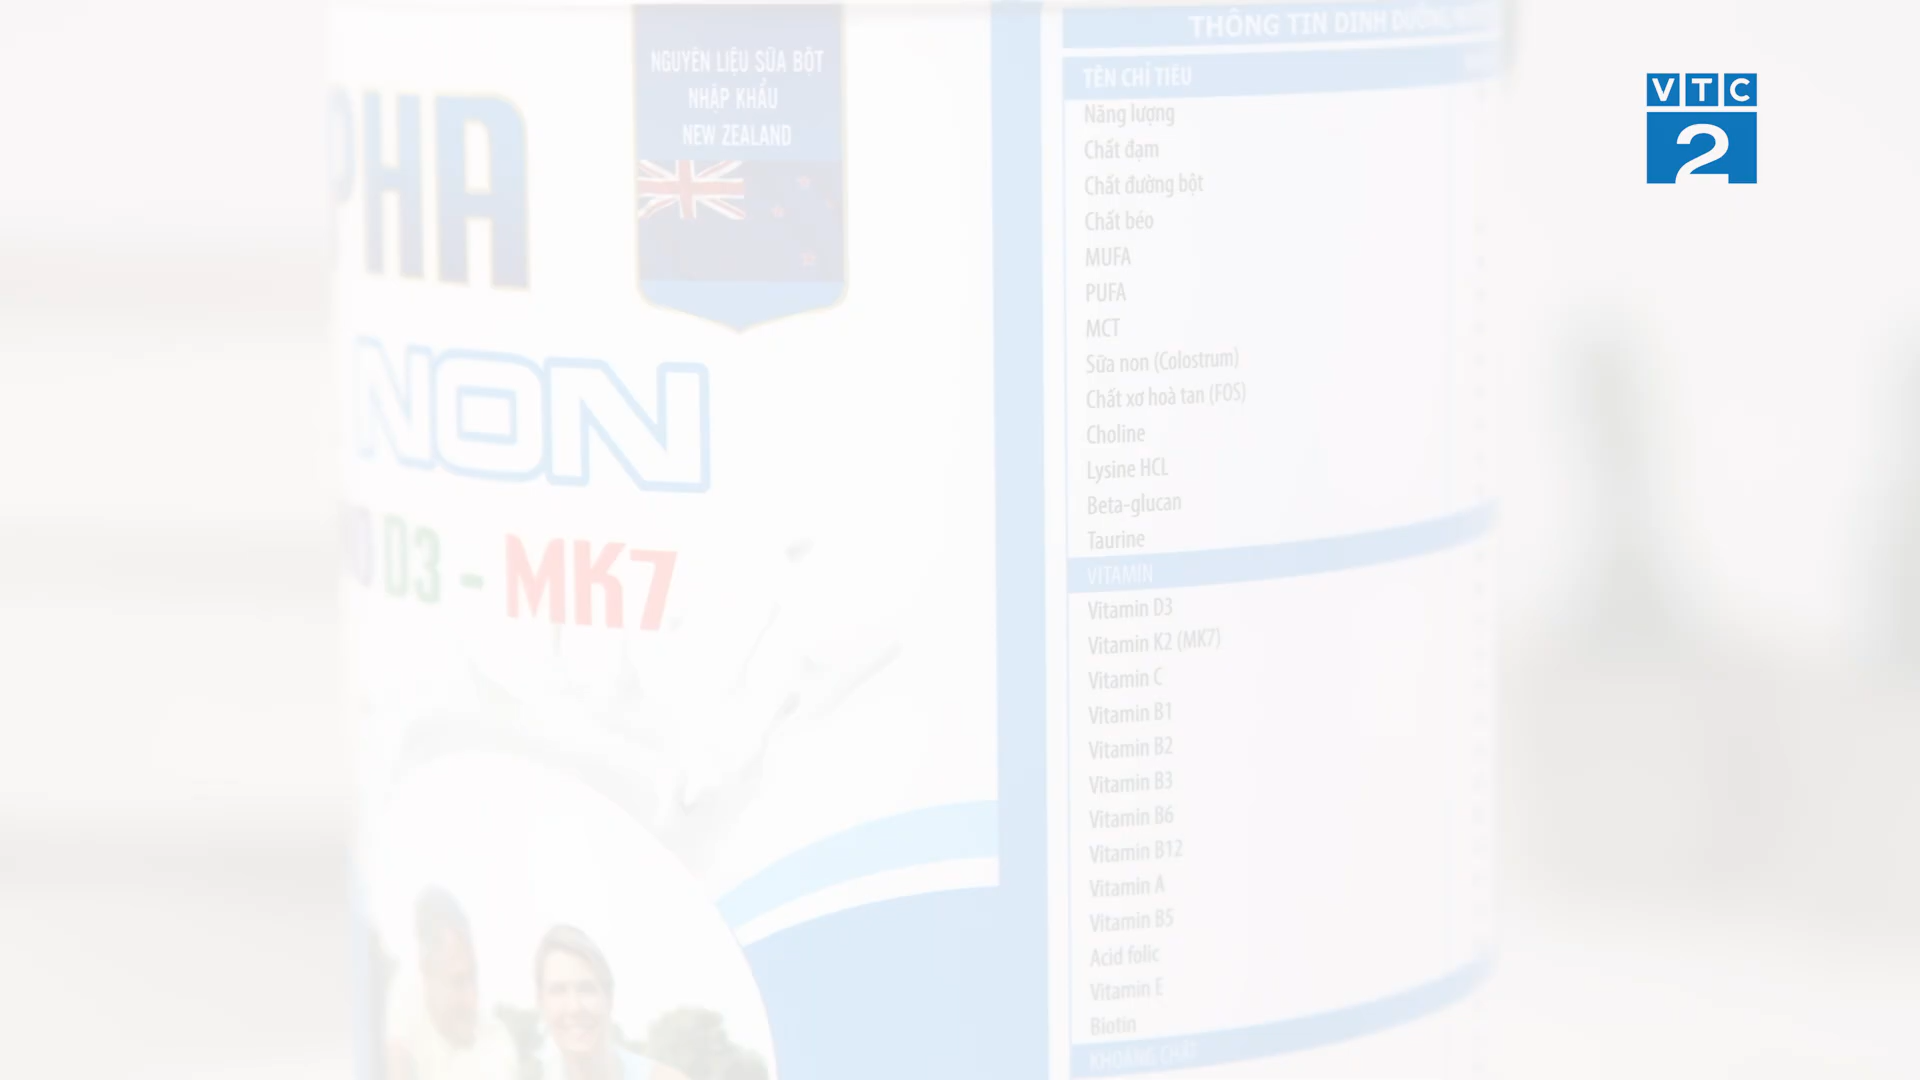 VTC
2
NGUYÊN LIỆU SỮA BỘT
NHẬP KHẨU
NEW ZEALAND
PHA
NON
D3 - MK7
THÔNG TIN DINH DƯỠNG
TÊN CHỈ TIÊU
Năng lượng
Chất đạm
Chất đường bột
Chất béo
MUFA
PUFA
MCT
Sữa non (Colostrum)
Chất xơ hoà tan (FOS)
Choline
Lysine HCL
Beta-glucan
Taurine
VITAMIN
Vitamin D3
Vitamin K2 (MK7)
Vitamin C
Vitamin B1
Vitamin B2
Vitamin B3
Vitamin B6
Vitamin B12
Vitamin A
Vitamin B5
Acid folic
Vitamin E
Biotin
KHOÁNG CHẤT